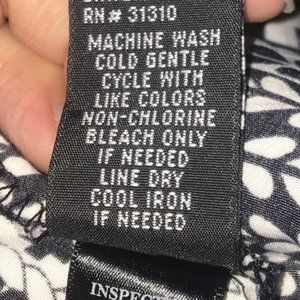 RN# 31310
MACHINE WASH
COLD GENTLE
CYCLE WITH
LIKE COLORS
NON-CHLORINE
BLEACH ONLY
IF NEEDED
LINE DRY
COOL IRON
IF NEEDED